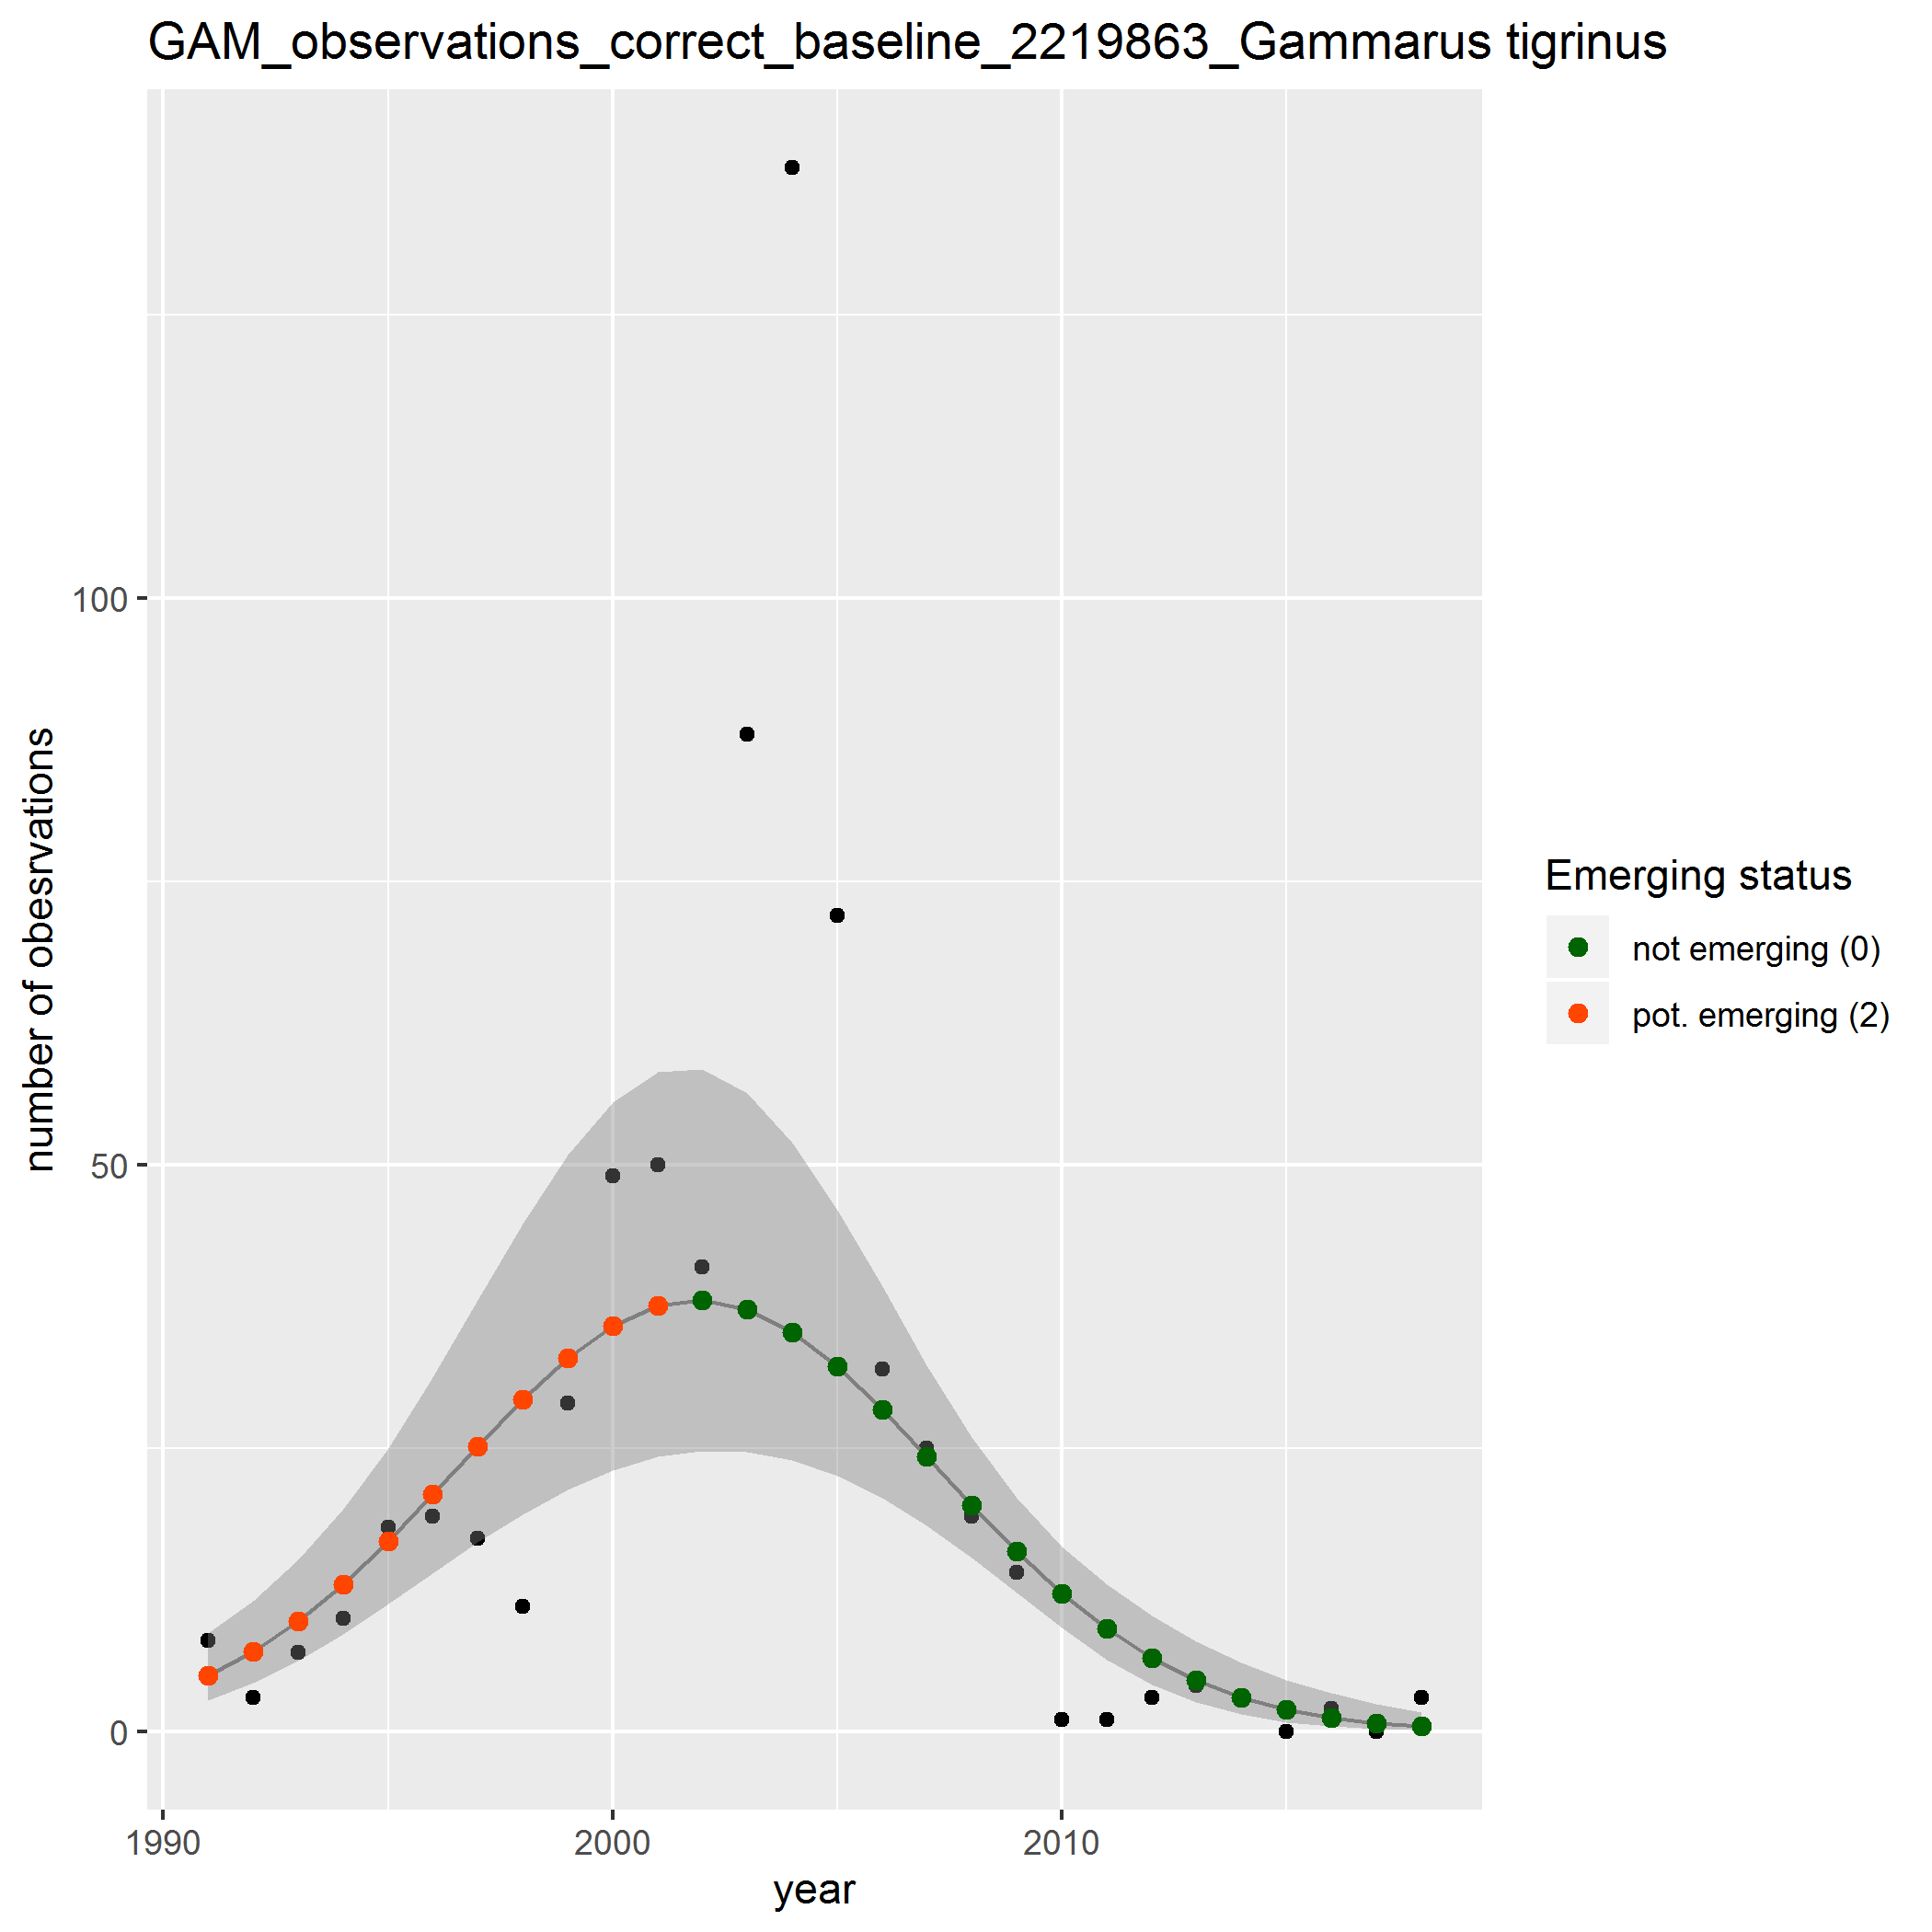 GAM_observations_correct_baseline_2219863_Gammarus tigrinus
number of obesrvations
100
50
0
1990
2000
2010
year
Emerging status
not emerging (0)
pot. emerging (2)